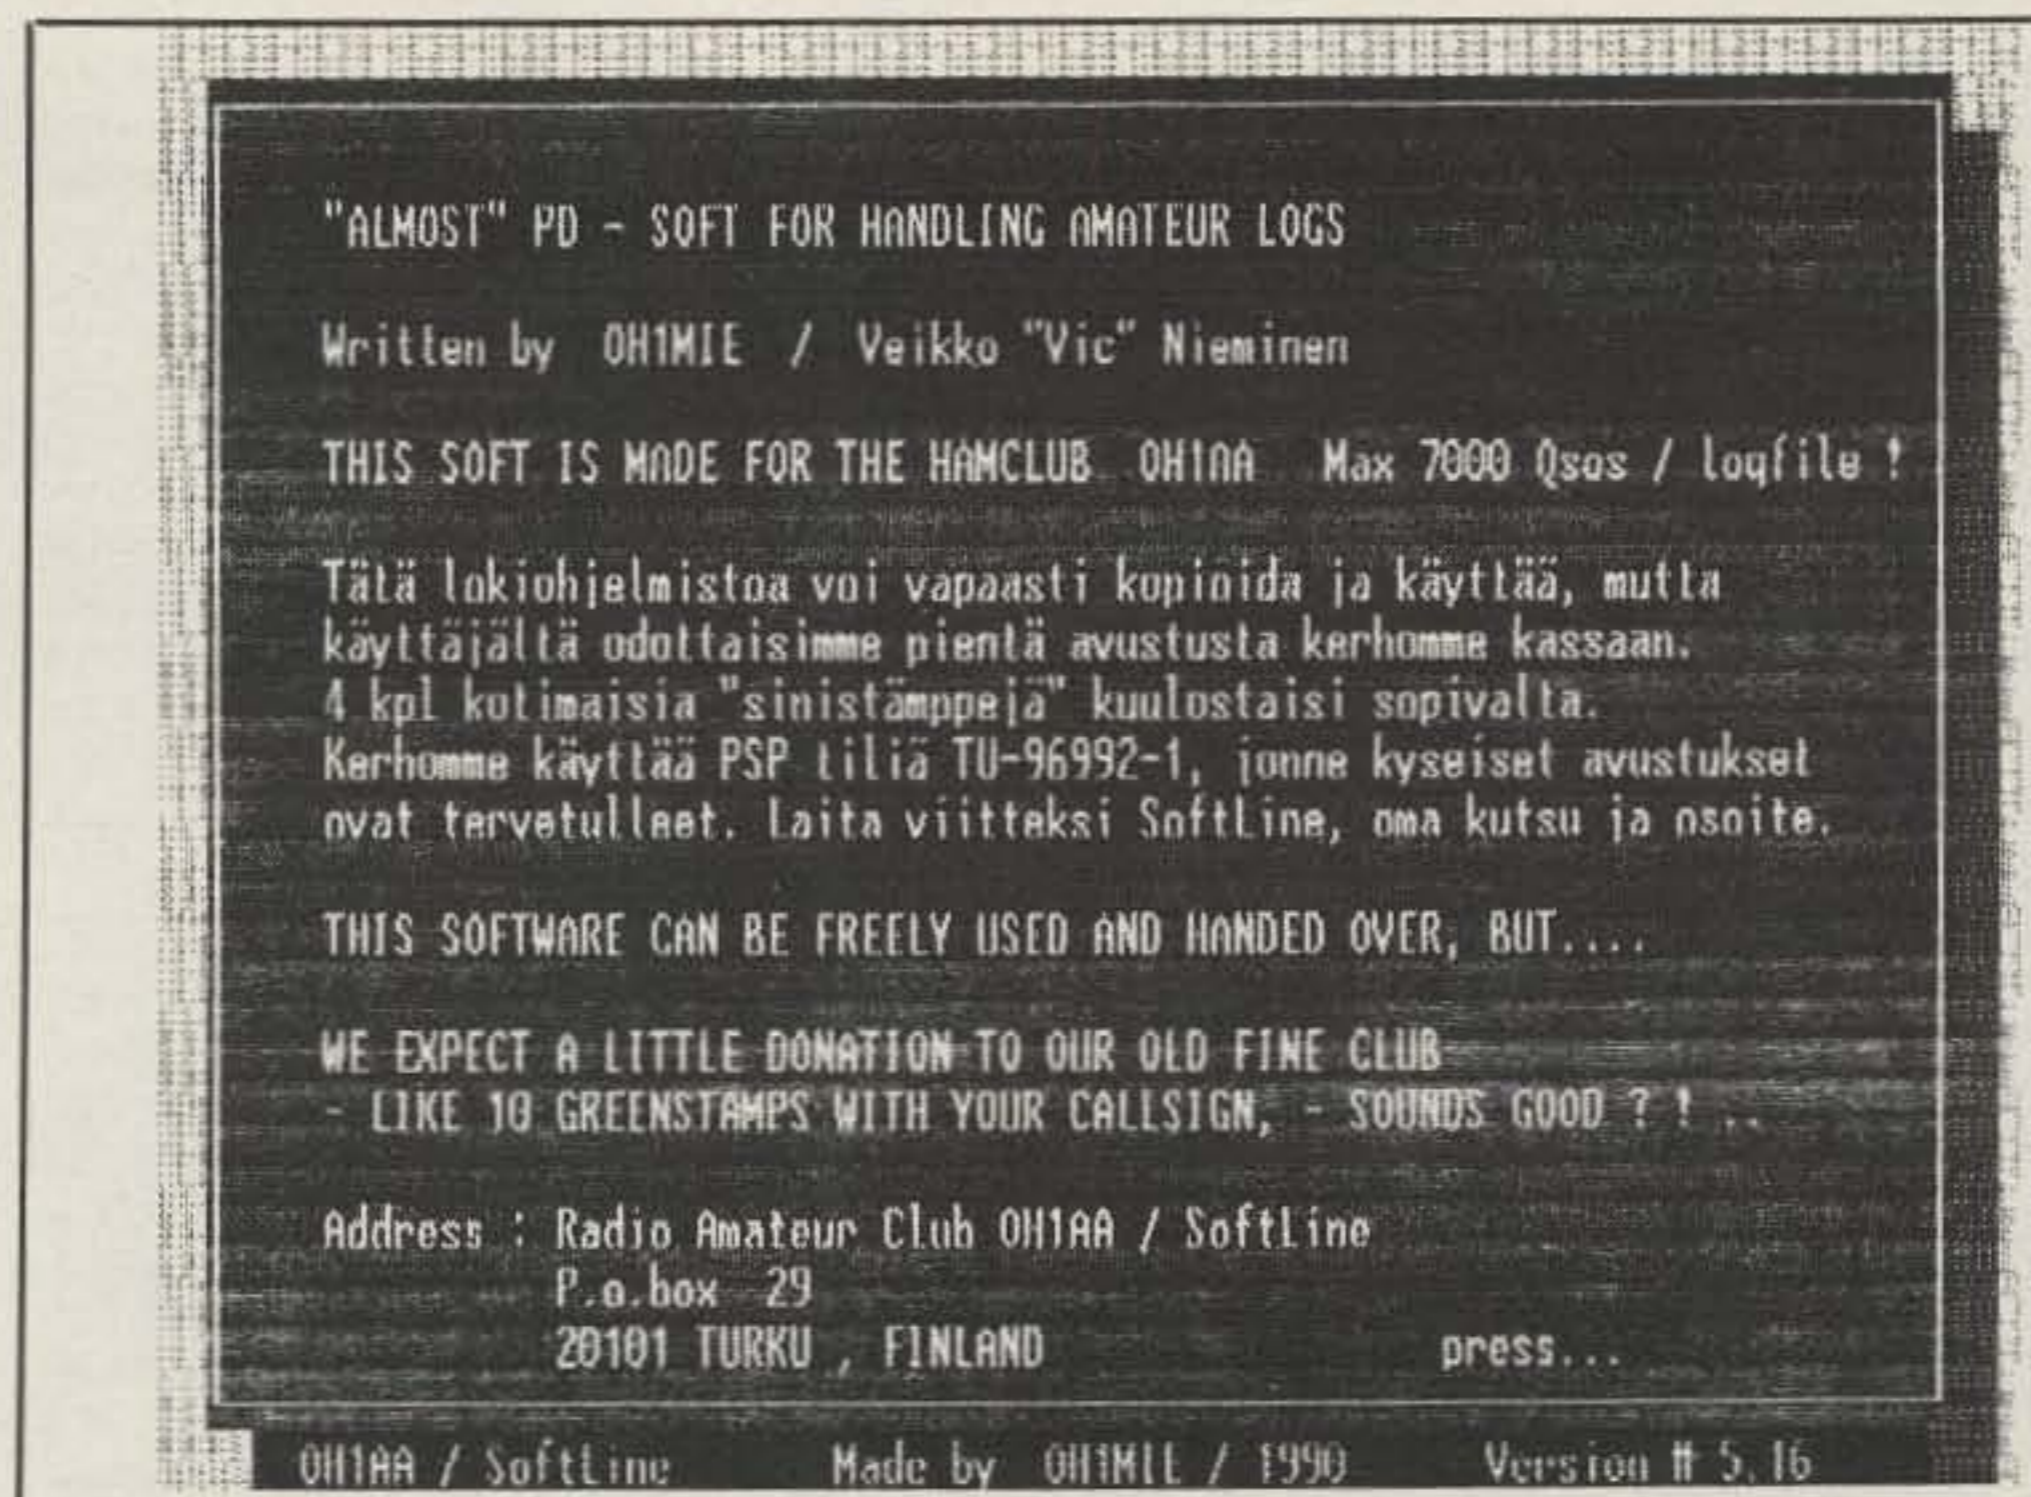 "ALMOST" PD - SOFT FOR HANDLING AMATEUR LOGS
Written by OH1MIE / Veikko "Vic" Nieminen
THIS SOFT IS MADE FOR THE HAMCLUB OH1AA Max 7000 Qsos / logfile !
Tätä lokiohjelmistoa voi vapaasti kopioida ja käyttää, mutta
käyttäjältä odottaisimme pientä avustusta kerhomme kassaan.
4 kpl kotimaisia "sinistämppejä" kuulostaisi sopivalta.
Kerhomme käyttää PSP tiliä TU-96992-1, jonne kyseiset avustukset
ovat tervetulleet. Laita viitteksi SoftLine, oma kutsu ja osoite.
THIS SOFTWARE CAN BE FREELY USED AND HANDED OVER, BUT....
WE EXPECT A LITTLE DONATION TO OUR OLD FINE CLUB
- LIKE 10 GREENSTAMPS WITH YOUR CALLSIGN, - SOUNDS GOOD ? ! ..
Address : Radio Amateur Club OH1AA / SoftLine
P.o.box 29
20101 TURKU , FINLAND press...
OH1AA / SoftLine Made by OH1MIE / 1990 Version # 5.16